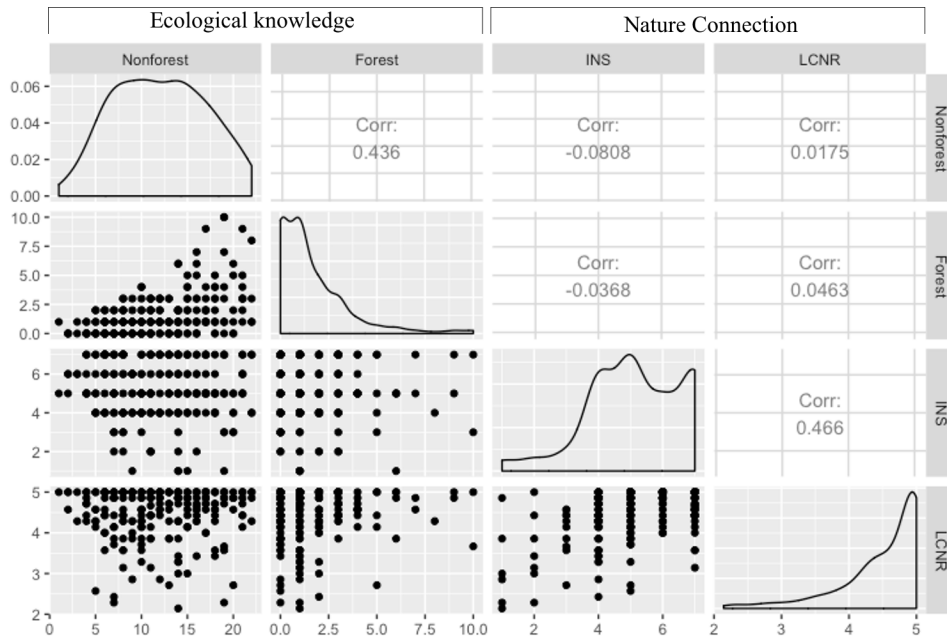 Ecological knowledge Nature Connection
Nonforest Forest INS LCNR
0.06
0.04
0.02
0.00
Corr:
0.436
Corr:
-0.0808
Corr:
0.0175
Nonforest
10.0
7.5
5.0
2.5
0.0
Corr:
-0.0368
Corr:
0.0463
Forest
6
4
2
Corr:
0.466
INS
5
4
3
2
LCNR
0 5 10 15 20 0.0 2.5 5.0 7.5 10.0 2 4 6 2 3 4 5